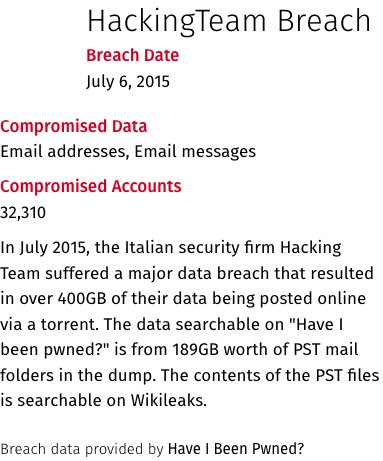 HackingTeam Breach
Breach Date
July 6, 2015
Compromised Data
Email addresses, Email messages
Compromised Accounts
32,310
In July 2015, the Italian security firm Hacking
Team suffered a major data breach that resulted
in over 400GB of their data being posted online
via a torrent. The data searchable on "Have I
been pwned?" is from 189GB worth of PST mail
folders in the dump. The contents of the PST files
is searchable on Wikileaks.
Breach data provided by Have I Been Pwned?